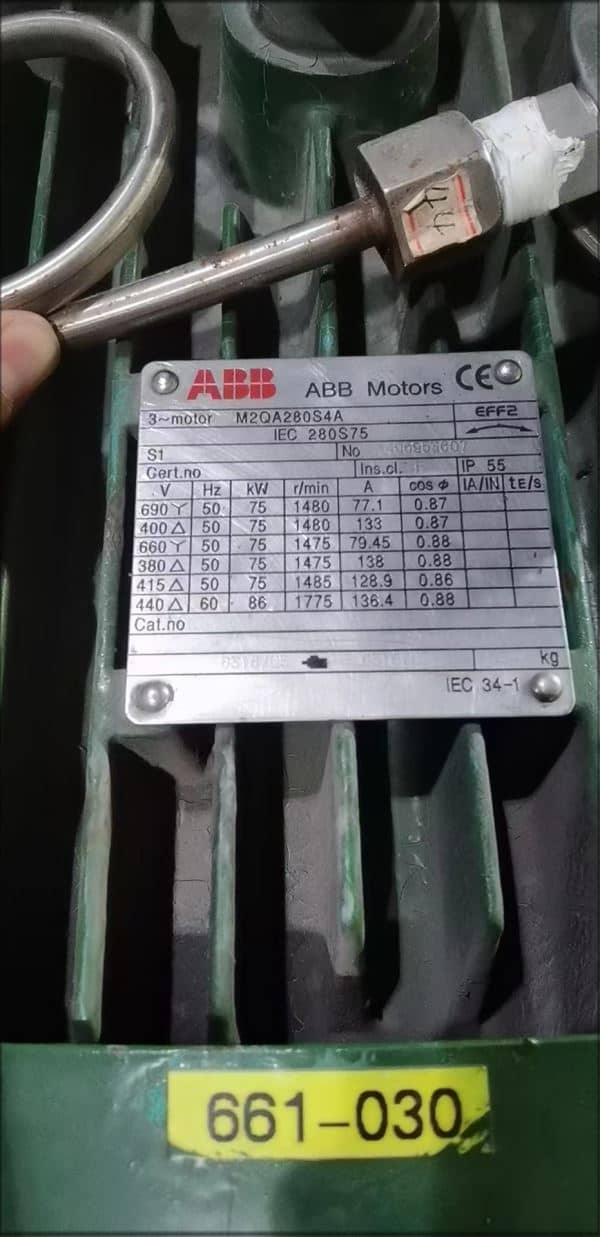 ABB ABB Motors CE
3~motor M2QA280S4A EFF2
IEC 280S75
S1 No
Cert.no Ins.cl. IP 55
V Hz kW r/min A cos Φ IA/IN tE/s
690 Y 50 75 1480 77.1 0.87
400 △ 50 75 1480 133 0.87
660 Y 50 75 1475 79.45 0.88
380 △ 50 75 1475 138 0.88
415 △ 50 75 1485 128.9 0.86
440 △ 60 86 1775 136.4 0.88
Cat.no
kg
IEC 34-1
661-030